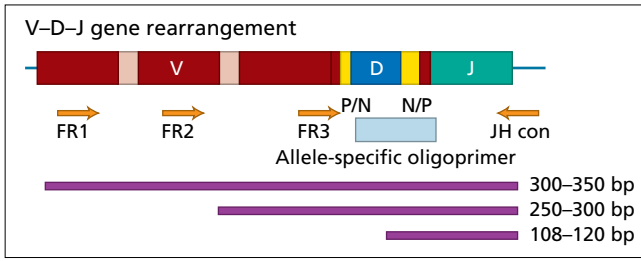 V–D–J gene rearrangement
V D J
P/N N/P
FR1 FR2 FR3 JH con
Allele-specific oligoprimer
300–350 bp
250–300 bp
108–120 bp